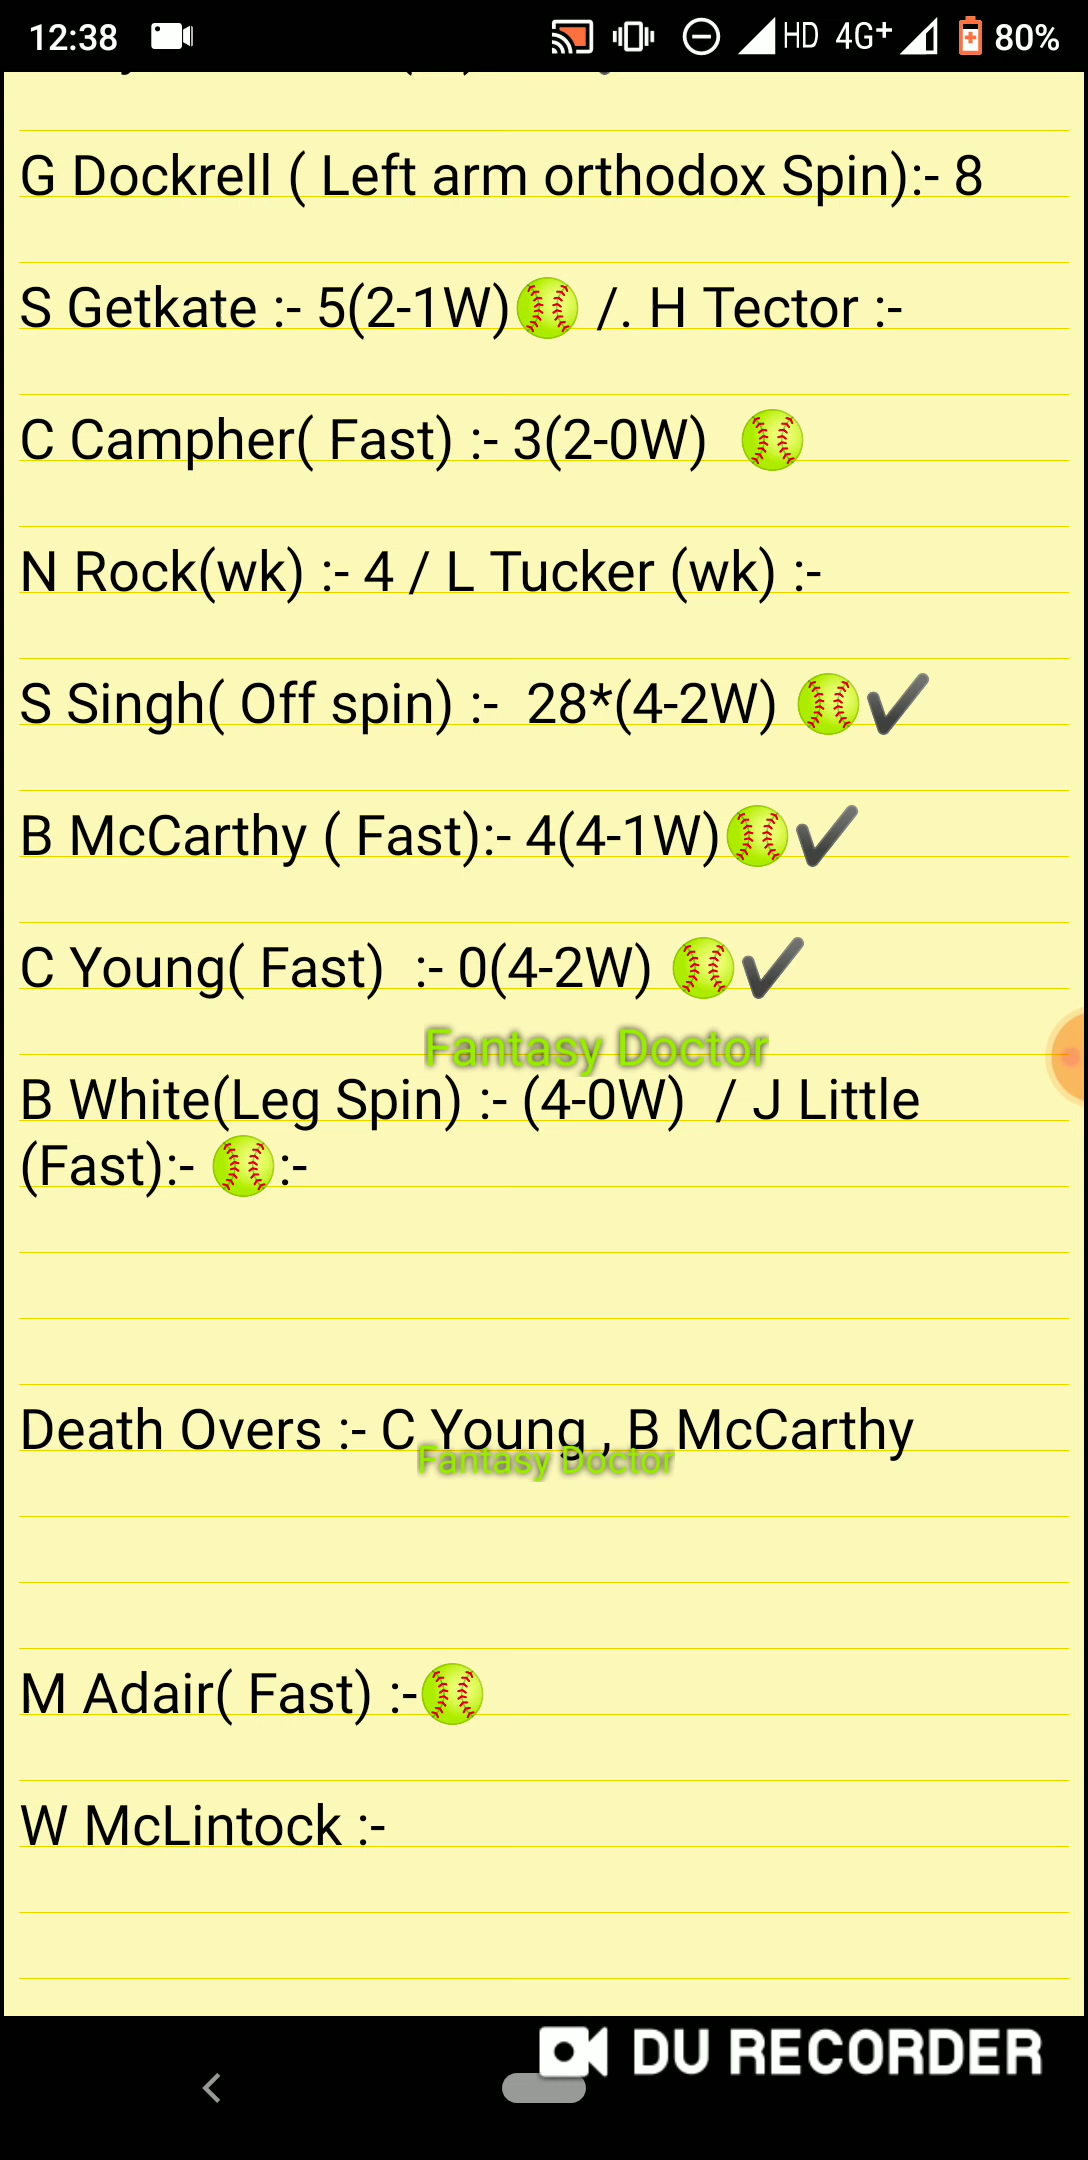 12:38 HD 4G+ 80%
G Dockrell ( Left arm orthodox Spin):- 8
S Getkate :- 5(2-1W)🥎 /. H Tector :-
C Campher( Fast) :- 3(2-0W) 🥎
N Rock(wk) :- 4 / L Tucker (wk) :-
S Singh( Off spin) :- 28*(4-2W) 🥎✔
B McCarthy ( Fast):- 4(4-1W)🥎✔
C Young( Fast) :- 0(4-2W) 🥎✔
Fantasy Doctor
B White(Leg Spin) :- (4-0W) / J Little
(Fast):- 🥎:-
Death Overs :- C Young , B McCarthy
Fantasy Doctor
M Adair( Fast) :-🥎
W McLintock :-
DU RECORDER